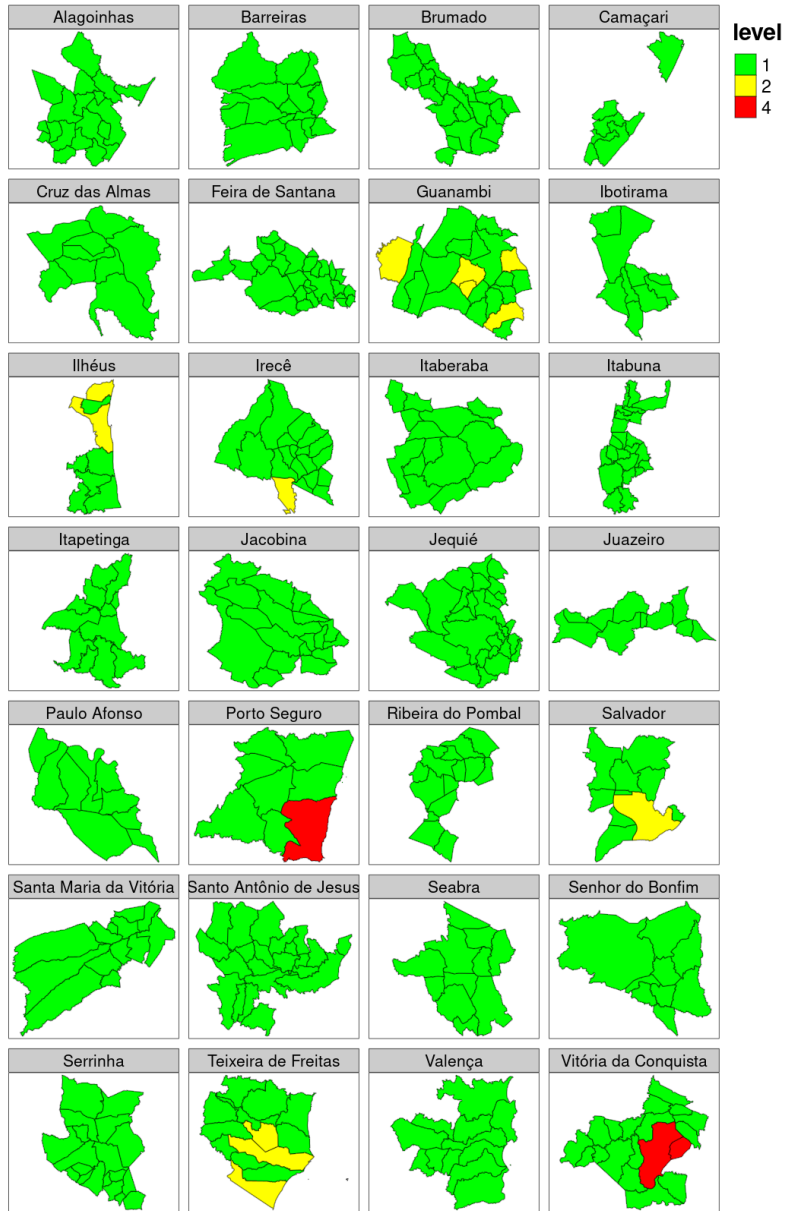 Alagoinhas
Barreiras
Brumado
Camaçari
level
1
2
4
Cruz das Almas
Feira de Santana
Guanambi
Ibotirama
Ilhéus
Irecê
Itaberaba
Itabuna
Itapetinga
Jacobina
Jequié
Juazeiro
Paulo Afonso
Porto Seguro
Ribeira do Pombal
Salvador
Santa Maria da Vitória
Santo Antônio de Jesus
Seabra
Senhor do Bonfim
Serrinha
Teixeira de Freitas
Valença
Vitória da Conquista